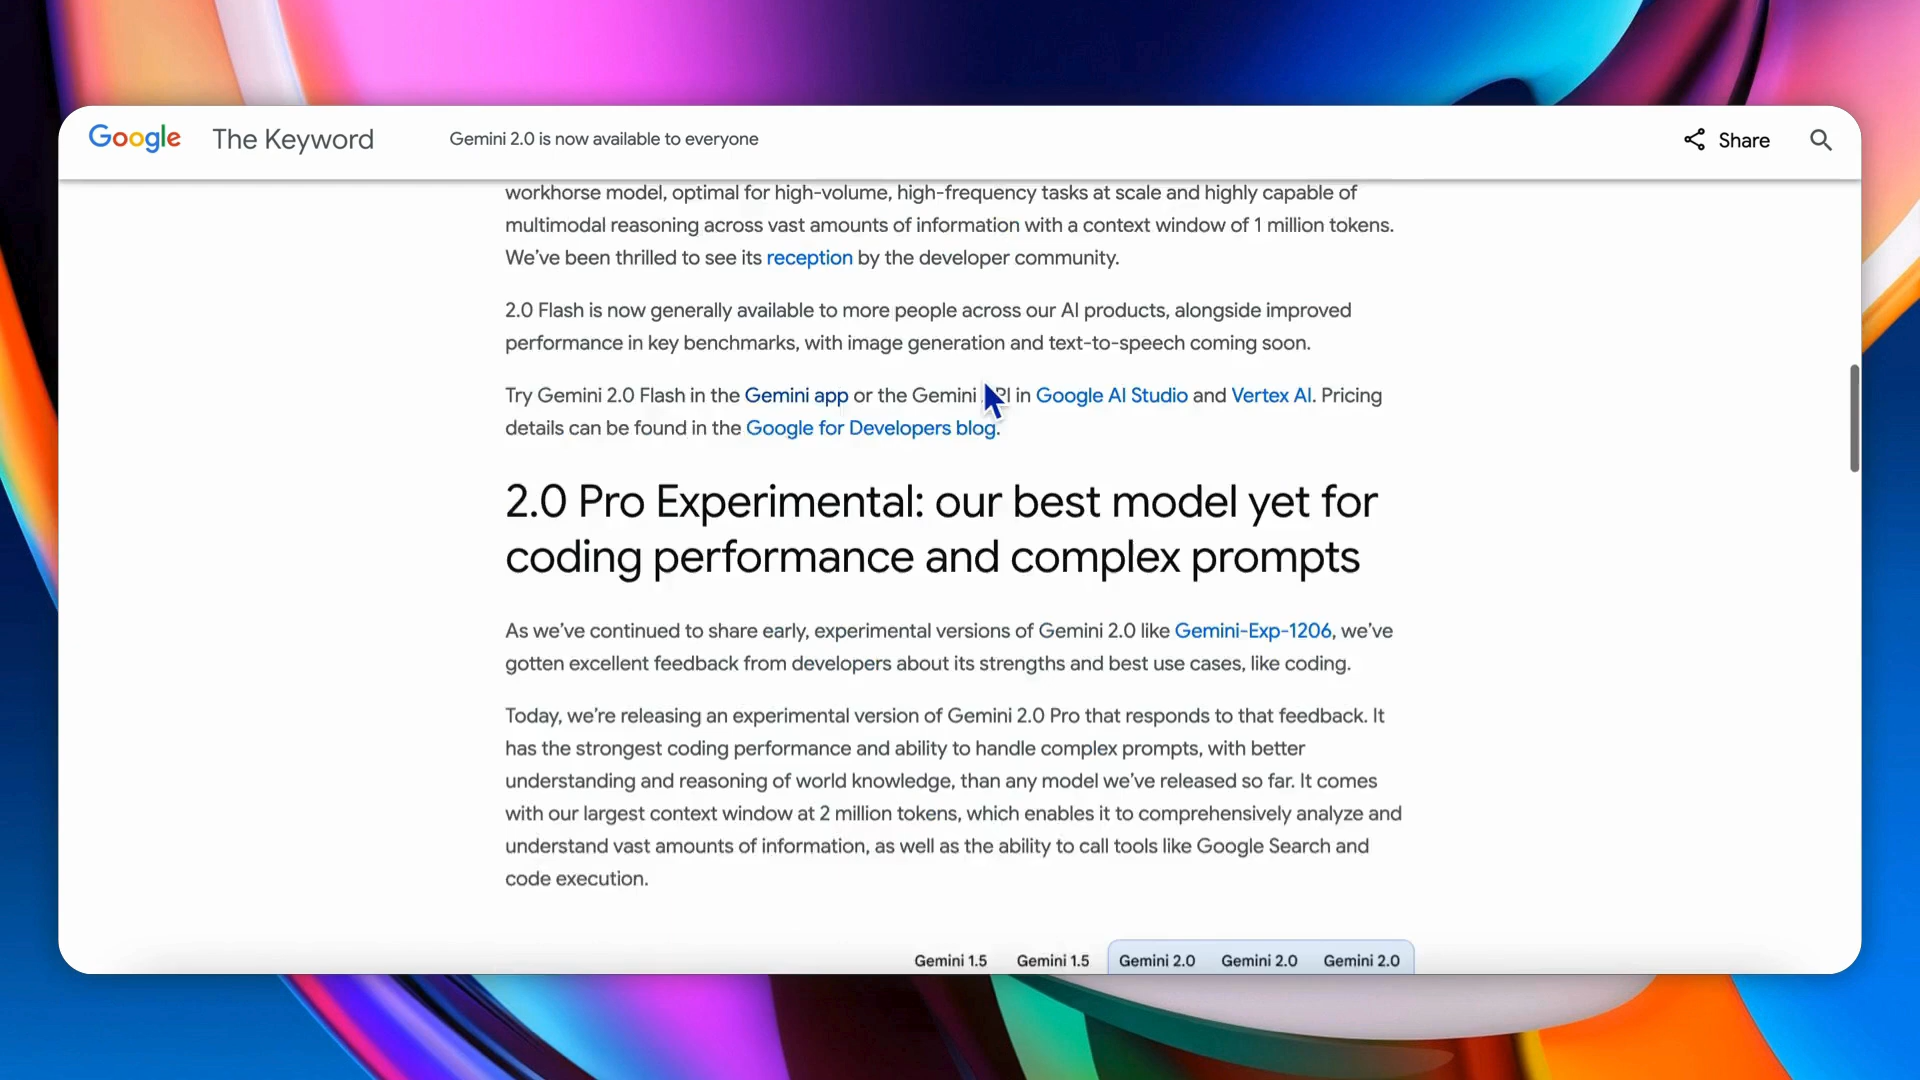 Google The Keyword Gemini 2.0 is now available to everyone Share
workhorse model, optimal for high-volume, high-frequency tasks at scale and highly capable of
multimodal reasoning across vast amounts of information with a context window of 1 million tokens.
We’ve been thrilled to see its reception by the developer community.
2.0 Flash is now generally available to more people across our AI products, alongside improved
performance in key benchmarks, with image generation and text-to-speech coming soon.
Try Gemini 2.0 Flash in the Gemini app or the Gemini in Google AI Studio and Vertex AI. Pricing
details can be found in the Google for Developers blog.
2.0 Pro Experimental: our best model yet for
coding performance and complex prompts
As we’ve continued to share early, experimental versions of Gemini 2.0 like Gemini-Exp-1206, we’ve
gotten excellent feedback from developers about its strengths and best use cases, like coding.
Today, we’re releasing an experimental version of Gemini 2.0 Pro that responds to that feedback. It
has the strongest coding performance and ability to handle complex prompts, with better
understanding and reasoning of world knowledge, than any model we’ve released so far. It comes
with our largest context window at 2 million tokens, which enables it to comprehensively analyze and
understand vast amounts of information, as well as the ability to call tools like Google Search and
code execution.
Gemini 1.5 Gemini 1.5 Gemini 2.0 Gemini 2.0 Gemini 2.0